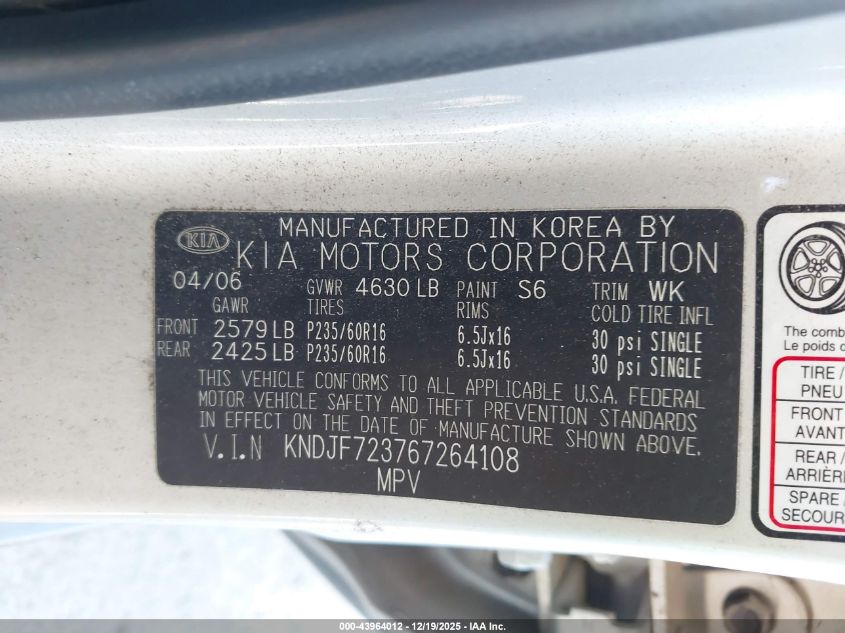 KIA
MANUFACTURED IN KOREA BY
KIA MOTORS CORPORATION
04/06 GVWR 4630 LB PAINT S6 TRIM WK
GAWR TIRES RIMS COLD TIRE INFL
FRONT 2579 LB P235/60R16 6.5Jx16 30 psi SINGLE
REAR 2425 LB P235/60R16 6.5Jx16 30 psi SINGLE
THIS VEHICLE CONFORMS TO ALL APPLICABLE U.S.A. FEDERAL
MOTOR VEHICLE SAFETY AND THEFT PREVENTION STANDARDS
IN EFFECT ON THE DATE OF MANUFACTURE SHOWN ABOVE.
V.I.N KNDJF723767264108
MPV
The comb
Le poids d
TIRE /
PNEU
FRONT
AVANT
REAR /
ARRIÈR
SPARE
SECOUR
000-43964012 - 12/19/2025 - IAA Inc.